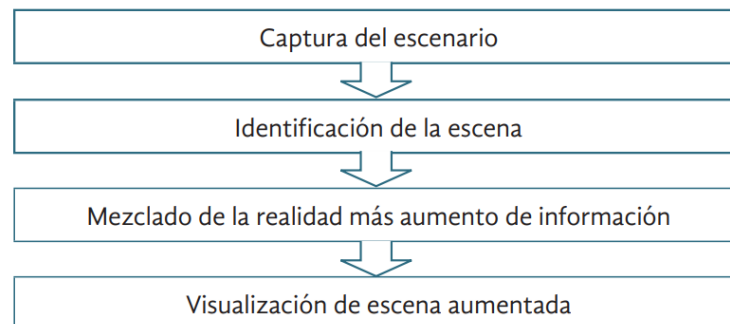 Captura del escenario
Identificación de la escena
Mezclado de la realidad más aumento de información
Visualización de escena aumentada